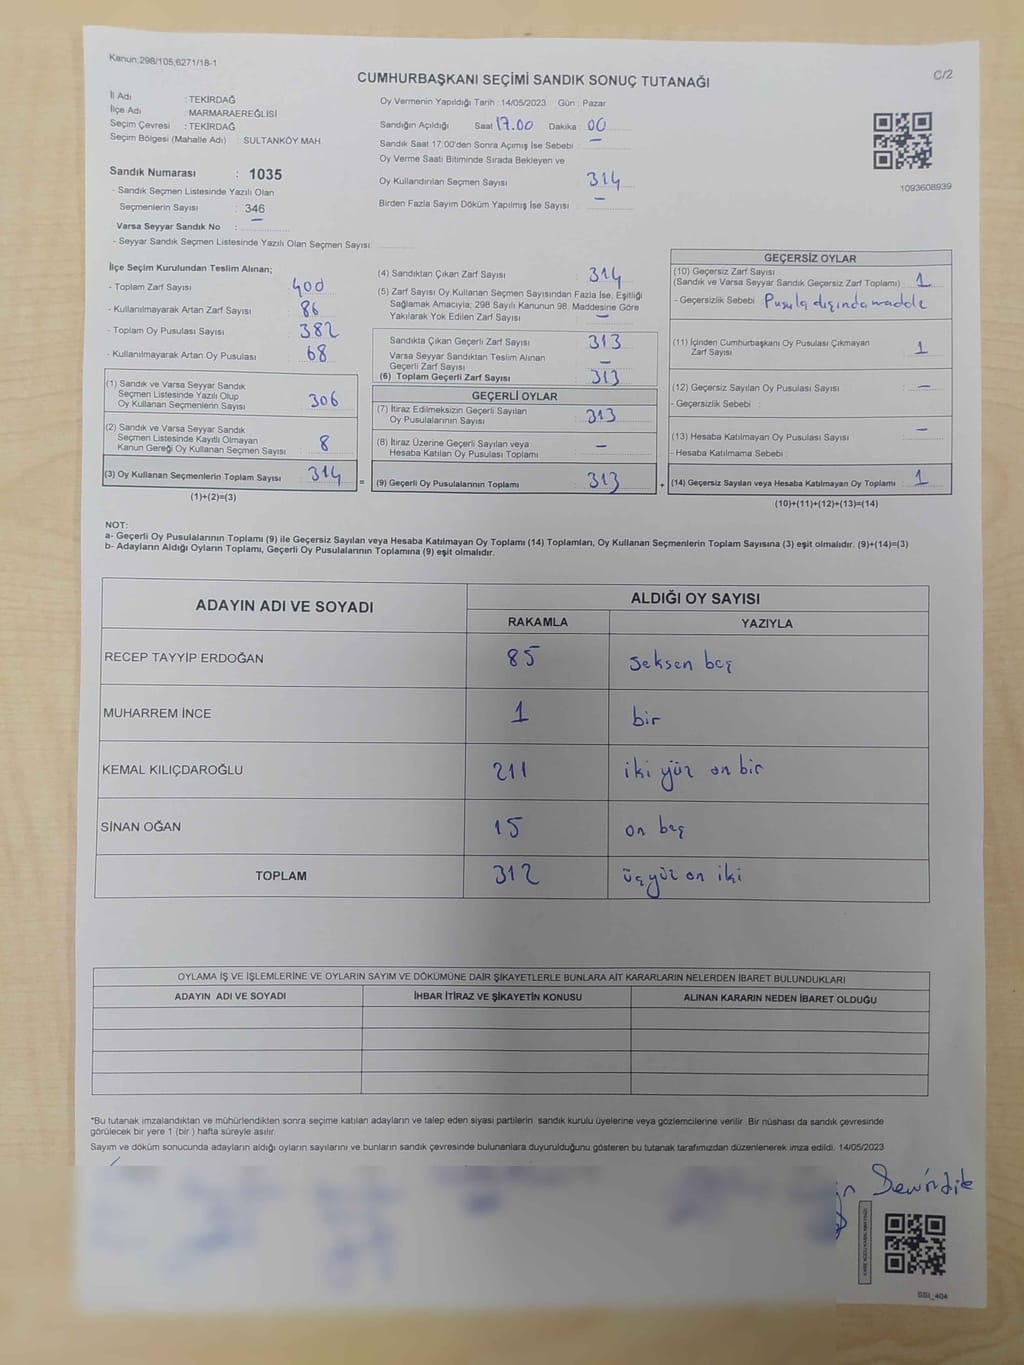 Kanun:298/105;6271/18-1
C/2
CUMHURBAŞKANI SEÇİMİ SANDIK SONUÇ TUTANAĞI
İl Adı : TEKİRDAĞ
İlçe Adı : MARMARAEREĞLİSİ
Seçim Çevresi : TEKİRDAĞ
Seçim Bölgesi (Mahalle Adı) : SULTANKÖY MAH.
Sandık Numarası : 1035
- Sandık Seçmen Listesinde Yazılı Olan
Seçmenlerin Sayısı : 346
Varsa Seyyar Sandık No : —
- Seyyar Sandık Seçmen Listesinde Yazılı Olan Seçmen Sayısı:
Oy Vermenin Yapıldığı Tarih : 14/05/2023 Gün : Pazar
Sandığın Açıldığı Saat 17.00 Dakika : 00
Sandık Saat 17:00'den Sonra Açımış İse Sebebi : —
Oy Verme Saati Bitiminde Sırada Bekleyen ve
Oy Kullandırılan Seçmen Sayısı : 314
Birden Fazla Sayım Döküm Yapılmış İse Sayısı : —
1093608939
İlçe Seçim Kurulundan Teslim Alınan;
- Toplam Zarf Sayısı : 400
- Kullanılmayarak Artan Zarf Sayısı : 86
- Toplam Oy Pusulası Sayısı : 382
- Kullanılmayarak Artan Oy Pusulası : 68
(1) Sandık ve Varsa Seyyar Sandık
Seçmen Listesinde Yazılı Olup
Oy Kullanan Seçmenlerin Sayısı : 306
(2) Sandık ve Varsa Seyyar Sandık
Seçmen Listesinde Kayıtlı Olmayan
Kanun Gereği Oy Kullanan Seçmen Sayısı : 8
(3) Oy Kullanan Seçmenlerin Toplam Sayısı : 314
(1)+(2)=(3)
=
(4) Sandıktan Çıkan Zarf Sayısı : 314
(5) Zarf Sayısı Oy Kullanan Seçmen Sayısından Fazla İse, Eşitliği
Sağlamak Amacıyla; 298 Sayılı Kanunun 98. Maddesine Göre
Yakılarak Yok Edilen Zarf Sayısı : —
Sandıkta Çıkan Geçerli Zarf Sayısı : 313
Varsa Seyyar Sandıktan Teslim Alınan
Geçerli Zarf Sayısı : —
(6) Toplam Geçerli Zarf Sayısı : 313
GEÇERLİ OYLAR
(7) İtiraz Edilmeksizin Geçerli Sayılan
Oy Pusulalarının Sayısı : 313
(8) İtiraz Üzerine Geçerli Sayılan veya
Hesaba Katılan Oy Pusulası Toplamı : —
(9) Geçerli Oy Pusulalarının Toplamı : 313
+
GEÇERSİZ OYLAR
(10) Geçersiz Zarf Sayısı
(Sandık ve Varsa Seyyar Sandık Geçersiz Zarf Toplamı) : 1
- Geçersizlik Sebebi : Pusula dışında madde
(11) İçinden Cumhurbaşkanı Oy Pusulası Çıkmayan
Zarf Sayısı : 1
(12) Geçersiz Sayılan Oy Pusulası Sayısı : —
- Geçersizlik Sebebi :
(13) Hesaba Katılmayan Oy Pusulası Sayısı : —
- Hesaba Katılmama Sebebi :
(14) Geçersiz Sayılan veya Hesaba Katılmayan Oy Toplamı : 1
(10)+(11)+(12)+(13)=(14)
NOT:
a- Geçerli Oy Pusulalarının Toplamı (9) ile Geçersiz Sayılan veya Hesaba Katılmayan Oy Toplamı (14) Toplamları, Oy Kullanan Seçmenlerin Toplam Sayısına (3) eşit olmalıdır. (9)+(14)=(3)
b- Adayların Aldığı Oyların Toplamı, Geçerli Oy Pusulalarının Toplamına (9) eşit olmalıdır.
ADAYIN ADI VE SOYADI ALDIĞI OY SAYISI
RAKAMLA YAZIYLA
RECEP TAYYİP ERDOĞAN 85 seksen beş
MUHARREM İNCE 1 bir
KEMAL KILIÇDAROĞLU 211 iki yüz on bir
SİNAN OĞAN 15 on beş
TOPLAM 312 üçyüz on iki
OYLAMA İŞ VE İŞLEMLERİNE VE OYLARIN SAYIM VE DÖKÜMÜNE DAİR ŞİKAYETLERLE BUNLARA AİT KARARLARIN NELERDEN İBARET BULUNDUKLARI
ADAYIN ADI VE SOYADI İHBAR İTİRAZ VE ŞİKAYETİN KONUSU ALINAN KARARIN NEDEN İBARET OLDUĞU
*Bu tutanak imzalandıktan ve mühürlendikten sonra seçime katılan adayların ve talep eden siyasi partilerin sandık kurulu üyelerine veya gözlemcilerine verilir. Bir nüshası da sandık çevresinde
görülecek bir yere 1 (bir ) hafta süreyle asılır.
Sayım ve döküm sonucunda adayların aldığı oyların sayılarını ve bunların sandık çevresinde bulunanlara duyurulduğunu gösteren bu tutanak tarafımızdan düzenlenerek imza edildi. 14/05/2023
SSI_404